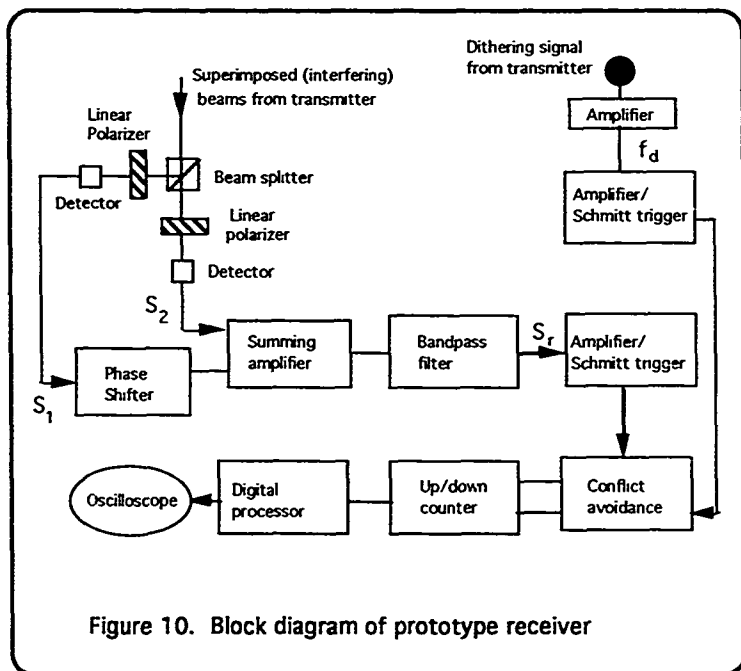 Superimposed (interfering)
beams from transmitter
Dithering signal
from transmitter
Linear
Polarizer
Amplifier
f_d
Beam splitter
Detector
Linear
polarizer
Amplifier/
Schmitt trigger
Detector
S_2
Summing
amplifier
Bandpass
filter
S_r
Amplifier/
Schmitt trigger
Phase
Shifter
S_1
Oscilloscope
Digital
processor
Up/down
counter
Conflict
avoidance
Figure 10. Block diagram of prototype receiver